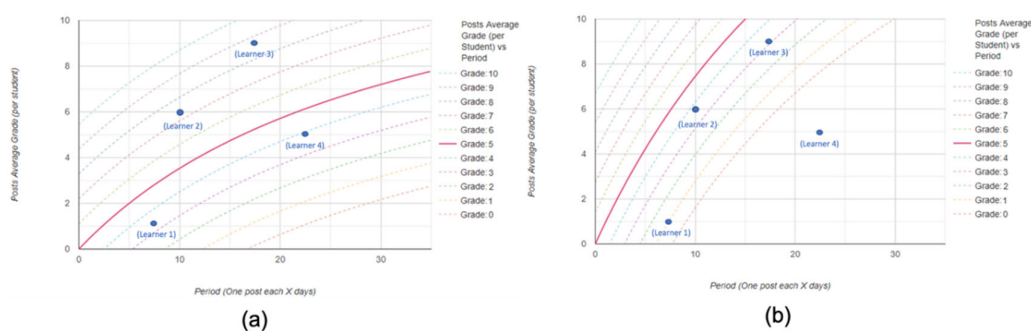 10
8
6
4
2
0
0
10
20
30
Posts Average Grade (per student)
Period (One post each X days)
(Learner 3)
(Learner 2)
(Learner 4)
(Learner 1)
Posts Average
Grade (per
Student) vs
Period
Grade: 10
Grade: 9
Grade: 8
Grade: 7
Grade: 6
Grade: 5
Grade: 4
Grade: 3
Grade: 2
Grade: 1
Grade: 0
(a)
10
8
6
4
2
0
0
10
20
30
Posts Average Grade (per student)
Period (One post each X days)
(Learner 3)
(Learner 2)
(Learner 4)
(Learner 1)
Posts Average
Grade (per
Student) vs
Period
Grade: 10
Grade: 9
Grade: 8
Grade: 7
Grade: 6
Grade: 5
Grade: 4
Grade: 3
Grade: 2
Grade: 1
Grade: 0
(b)